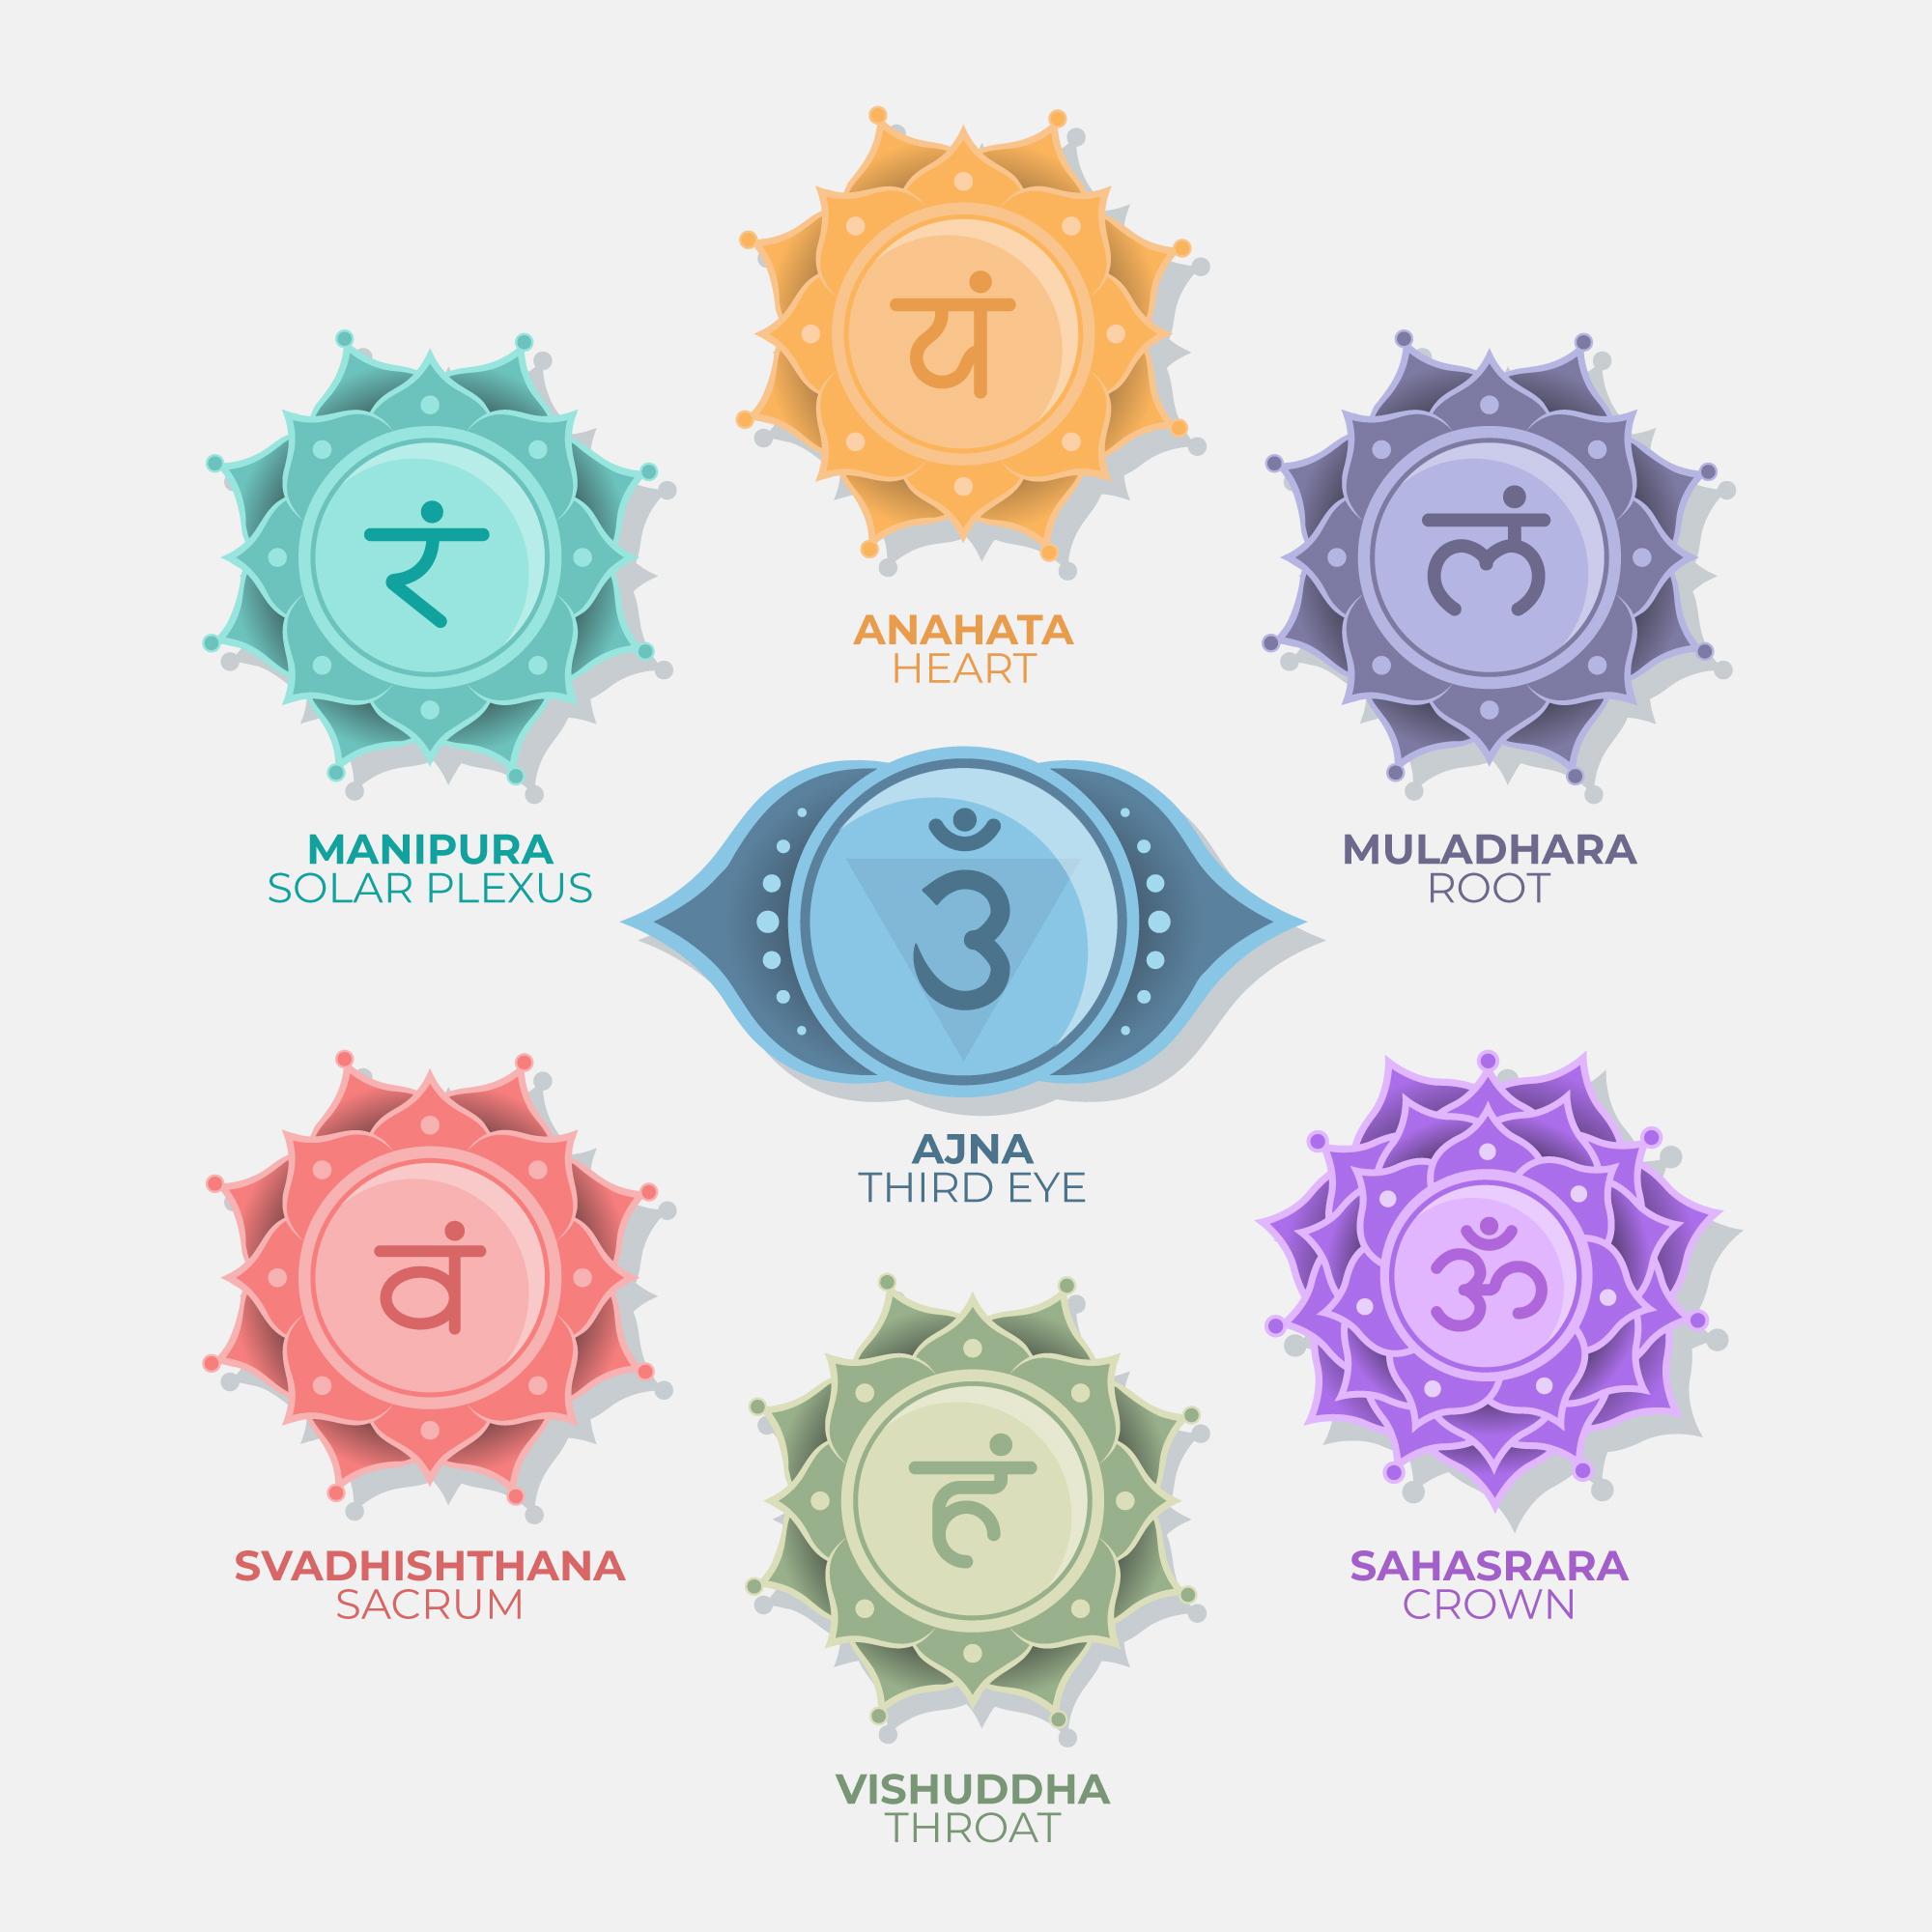 यं
ANAHATA
HEART
रं
MANIPURA
SOLAR PLEXUS
लं
MULADHARA
ROOT
AJNA
THIRD EYE
वं
SVADHISHTHANA
SACRUM
ॐ
SAHASRARA
CROWN
हं
VISHUDDHA
THROAT